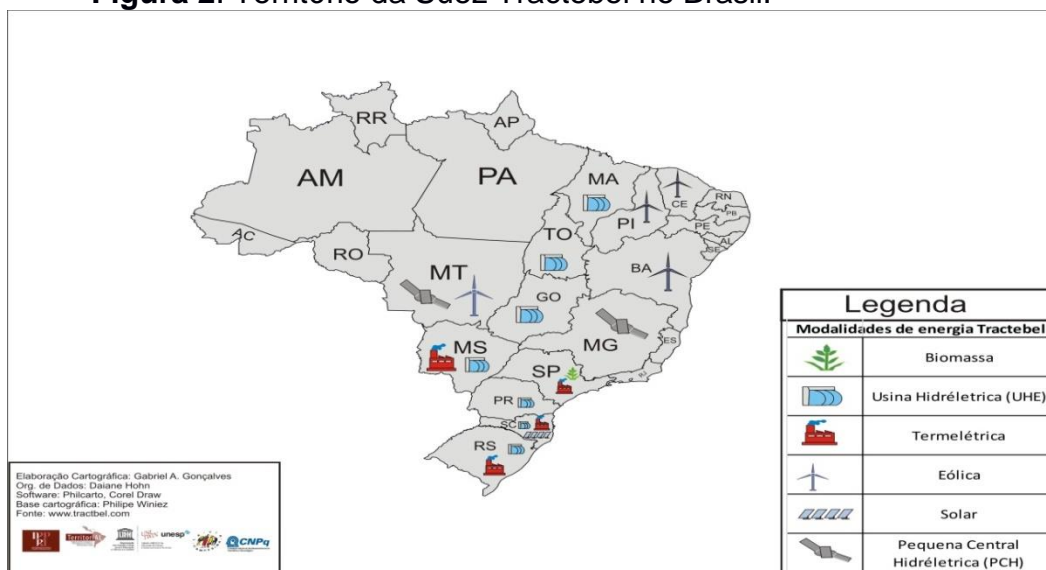 Figura 2: Território da Suez Tractebel no Brasil.
RR
AP
AM
PA
MA
CE
RN
PB
PI
PE
AL
SE
AC
TO
RO
BA
MT
GO
MG
ES
MS
SP
RJ
PR
SC
RS
Legenda
Modalidades de energia Tractebel
Biomassa
Usina Hidréletrica (UHE)
Termelétrica
Eólica
Solar
Pequena Central
Hidréletrica (PCH)
Elaboração Cartográfica: Gabriel A. Gonçalves
Org. de Dados: Daiane Hohn
Software: Philcarto, Corel Draw
Base cartográfica: Philipe Winiez
Fonte: www.tractbel.com
unesp
CNPq